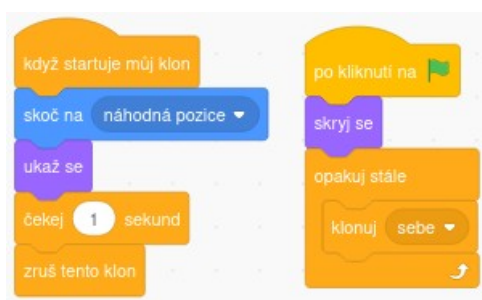 když startuje můj klon
skoč na náhodná pozice
ukaž se
čekej 1 sekund
zruš tento klon
po kliknutí na
skryj se
opakuj stále
klonuj sebe